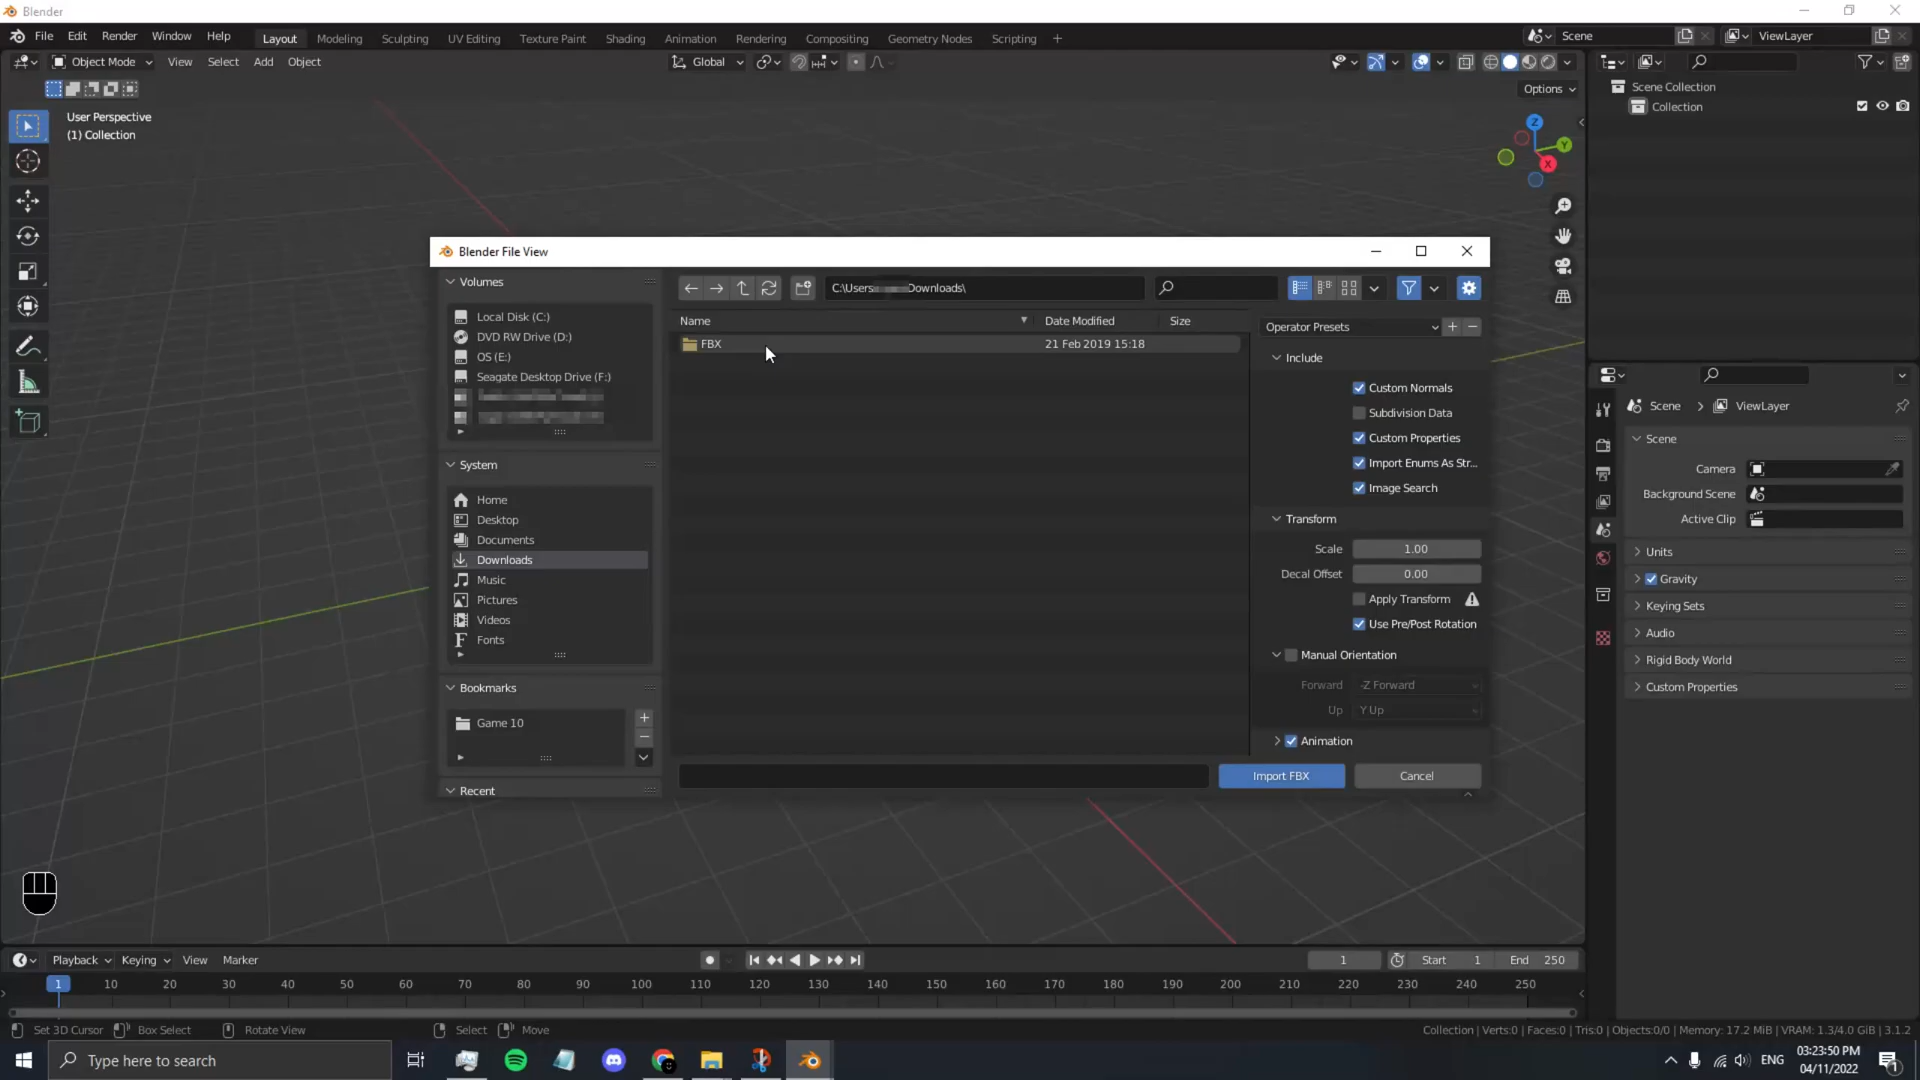 Blender
File Edit Render Window Help
Layout Modeling Sculpting UV Editing Texture Paint Shading Animation Rendering Compositing Geometry Nodes Scripting +
Scene
ViewLayer
Object Mode View Select Add Object
Global
Options
User Perspective
(1) Collection
Z
Y
X
Scene Collection
Collection
Blender File View
Volumes
Local Disk (C:)
DVD RW Drive (D:)
OS (E:)
Seagate Desktop Drive (F:)
System
Home
Desktop
Documents
Downloads
Music
Pictures
Videos
Fonts
Bookmarks
Game 10
Recent
C:\Users Downloads\
Name Date Modified Size
FBX 21 Feb 2019 15:18
Operator Presets
Include
Custom Normals
Subdivision Data
Custom Properties
Import Enums As Str...
Image Search
Transform
Scale 1.00
Decal Offset 0.00
Apply Transform
Use Pre/Post Rotation
Manual Orientation
Forward -Z Forward
Up Y Up
Animation
Import FBX Cancel
Scene > ViewLayer
Scene
Camera
Background Scene
Active Clip
Units
Gravity
Keying Sets
Audio
Rigid Body World
Custom Properties
Playback Keying View Marker
1 Start 1 End 250
1 10 20 30 40 50 60 70 80 90 100 110 120 130 140 150 160 170 180 190 200 210 220 230 240 250
Set 3D Cursor Box Select Rotate View Select Move
Collection | Verts:0 | Faces:0 | Tris:0 | Objects:0/0 | Memory: 17.2 MiB | VRAM: 1.3/4.0 GiB | 3.1.2
Type here to search
ENG
03:23:50 PM
04/11/2022
1